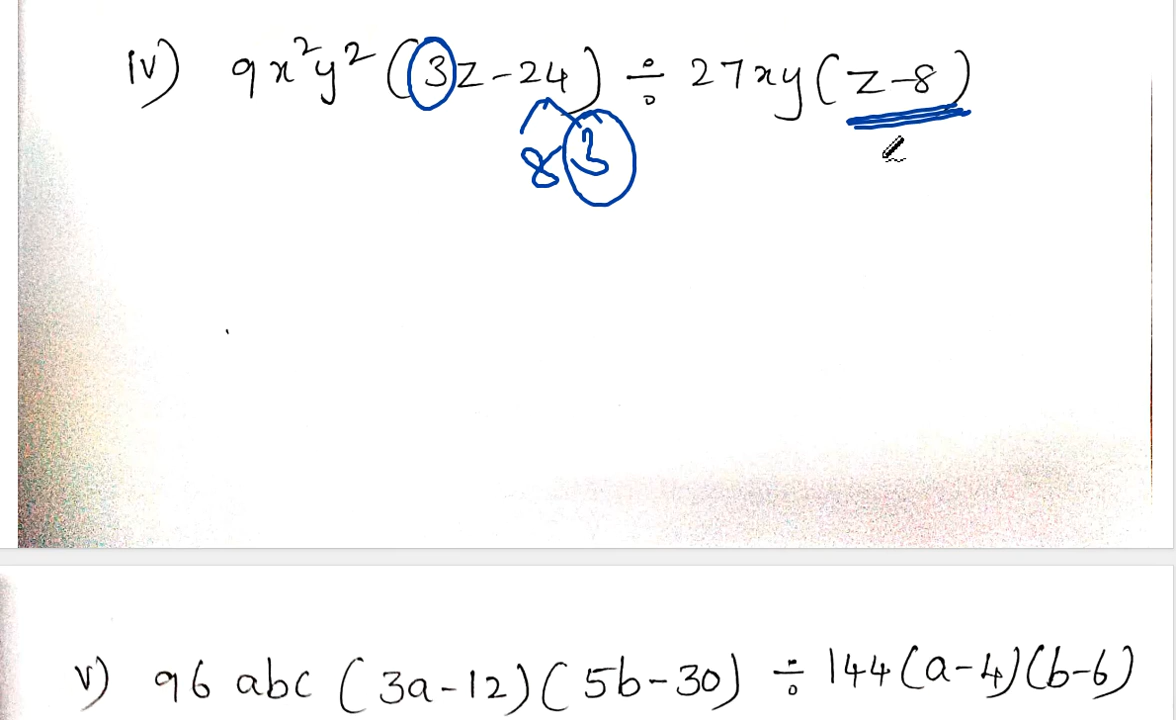 iv) 9x²y²(3z-24) ÷ 27xy(z-8)
8 3
v) 96 abc (3a-12)(5b-30) ÷ 144(a-4)(b-6)